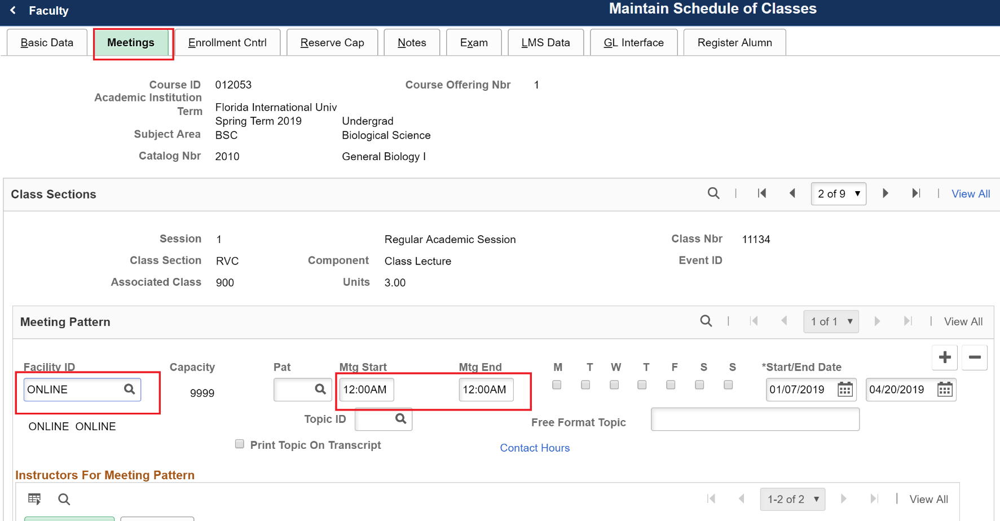 Faculty
Maintain Schedule of Classes
Basic Data
Meetings
Enrollment Cntrl
Reserve Cap
Notes
Exam
LMS Data
GL Interface
Register Alumn
Course ID 012053 Course Offering Nbr 1
Academic Institution Florida International Univ
Term Spring Term 2019 Undergrad
Subject Area BSC Biological Science
Catalog Nbr 2010 General Biology I
Class Sections 2 of 9 View All
Session 1 Regular Academic Session Class Nbr 11134
Class Section RVC Component Class Lecture Event ID
Associated Class 900 Units 3.00
Meeting Pattern 1 of 1 View All
Facility ID Capacity Pat Mtg Start Mtg End M T W T F S S *Start/End Date
ONLINE 9999 12:00AM 12:00AM 01/07/2019 04/20/2019
ONLINE ONLINE Topic ID Free Format Topic
Print Topic On Transcript Contact Hours
Instructors For Meeting Pattern
1-2 of 2 View All